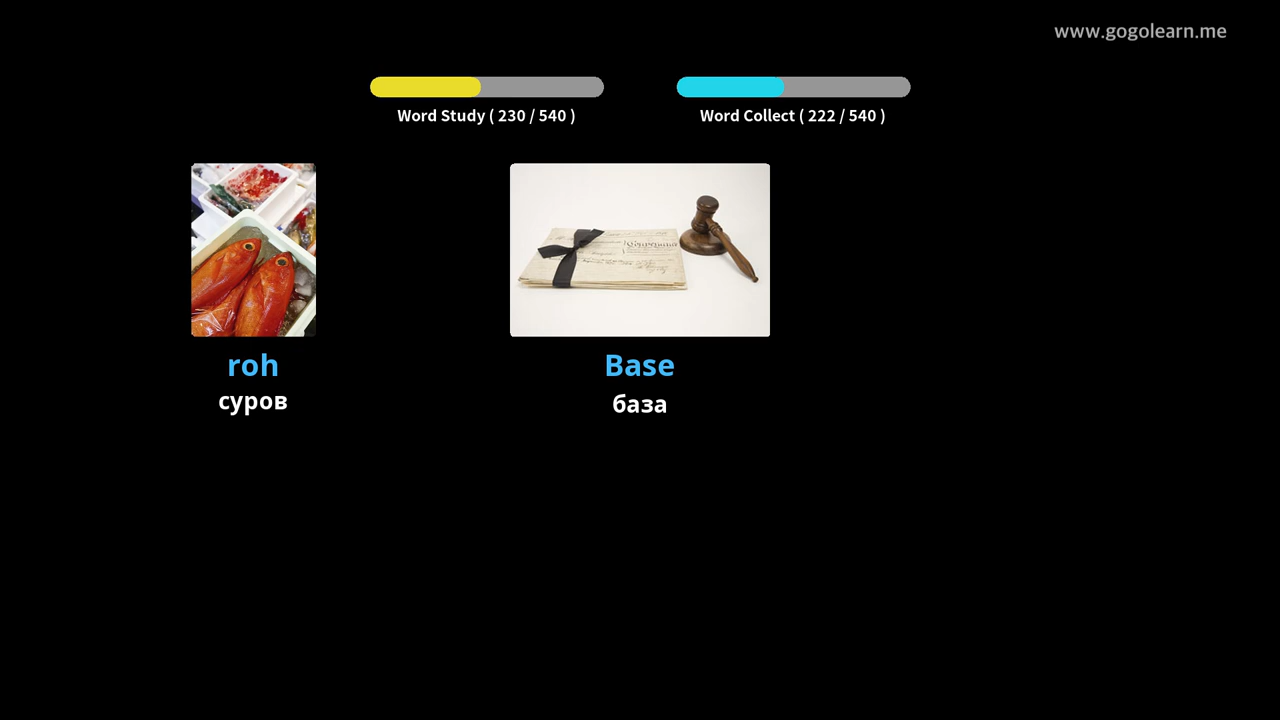 www.gogolearn.me
Word Study ( 230 / 540 )
Word Collect ( 222 / 540 )
roh
суров
Base
база